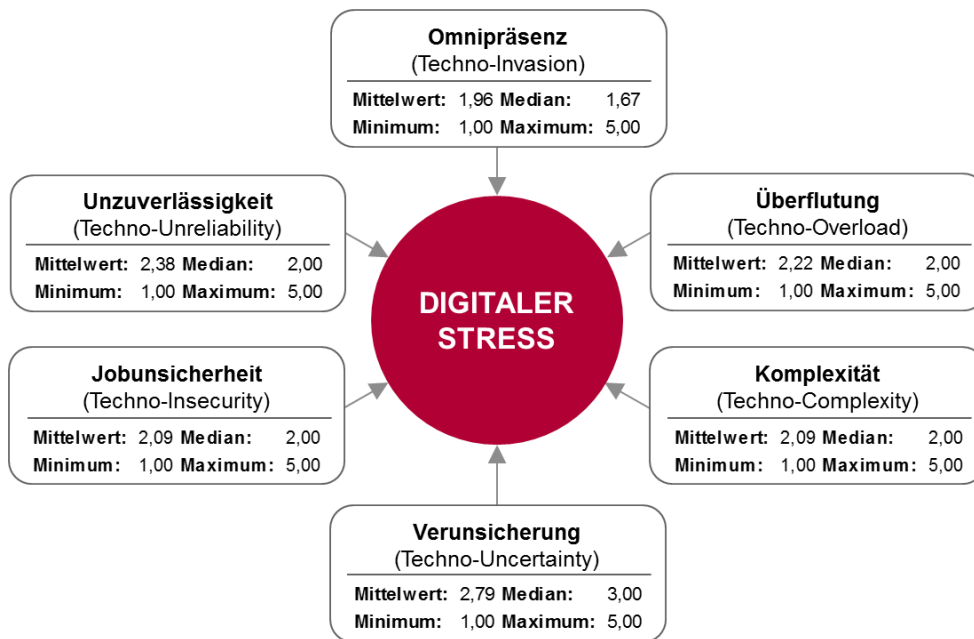 Omnipräsenz
(Techno-Invasion)
Mittelwert: 1,96 Median: 1,67
Minimum: 1,00 Maximum: 5,00
Unzuverlässigkeit
(Techno-Unreliability)
Mittelwert: 2,38 Median: 2,00
Minimum: 1,00 Maximum: 5,00
Überflutung
(Techno-Overload)
Mittelwert: 2,22 Median: 2,00
Minimum: 1,00 Maximum: 5,00
DIGITALER
STRESS
Jobunsicherheit
(Techno-Insecurity)
Mittelwert: 2,09 Median: 2,00
Minimum: 1,00 Maximum: 5,00
Komplexität
(Techno-Complexity)
Mittelwert: 2,09 Median: 2,00
Minimum: 1,00 Maximum: 5,00
Verunsicherung
(Techno-Uncertainty)
Mittelwert: 2,79 Median: 3,00
Minimum: 1,00 Maximum: 5,00